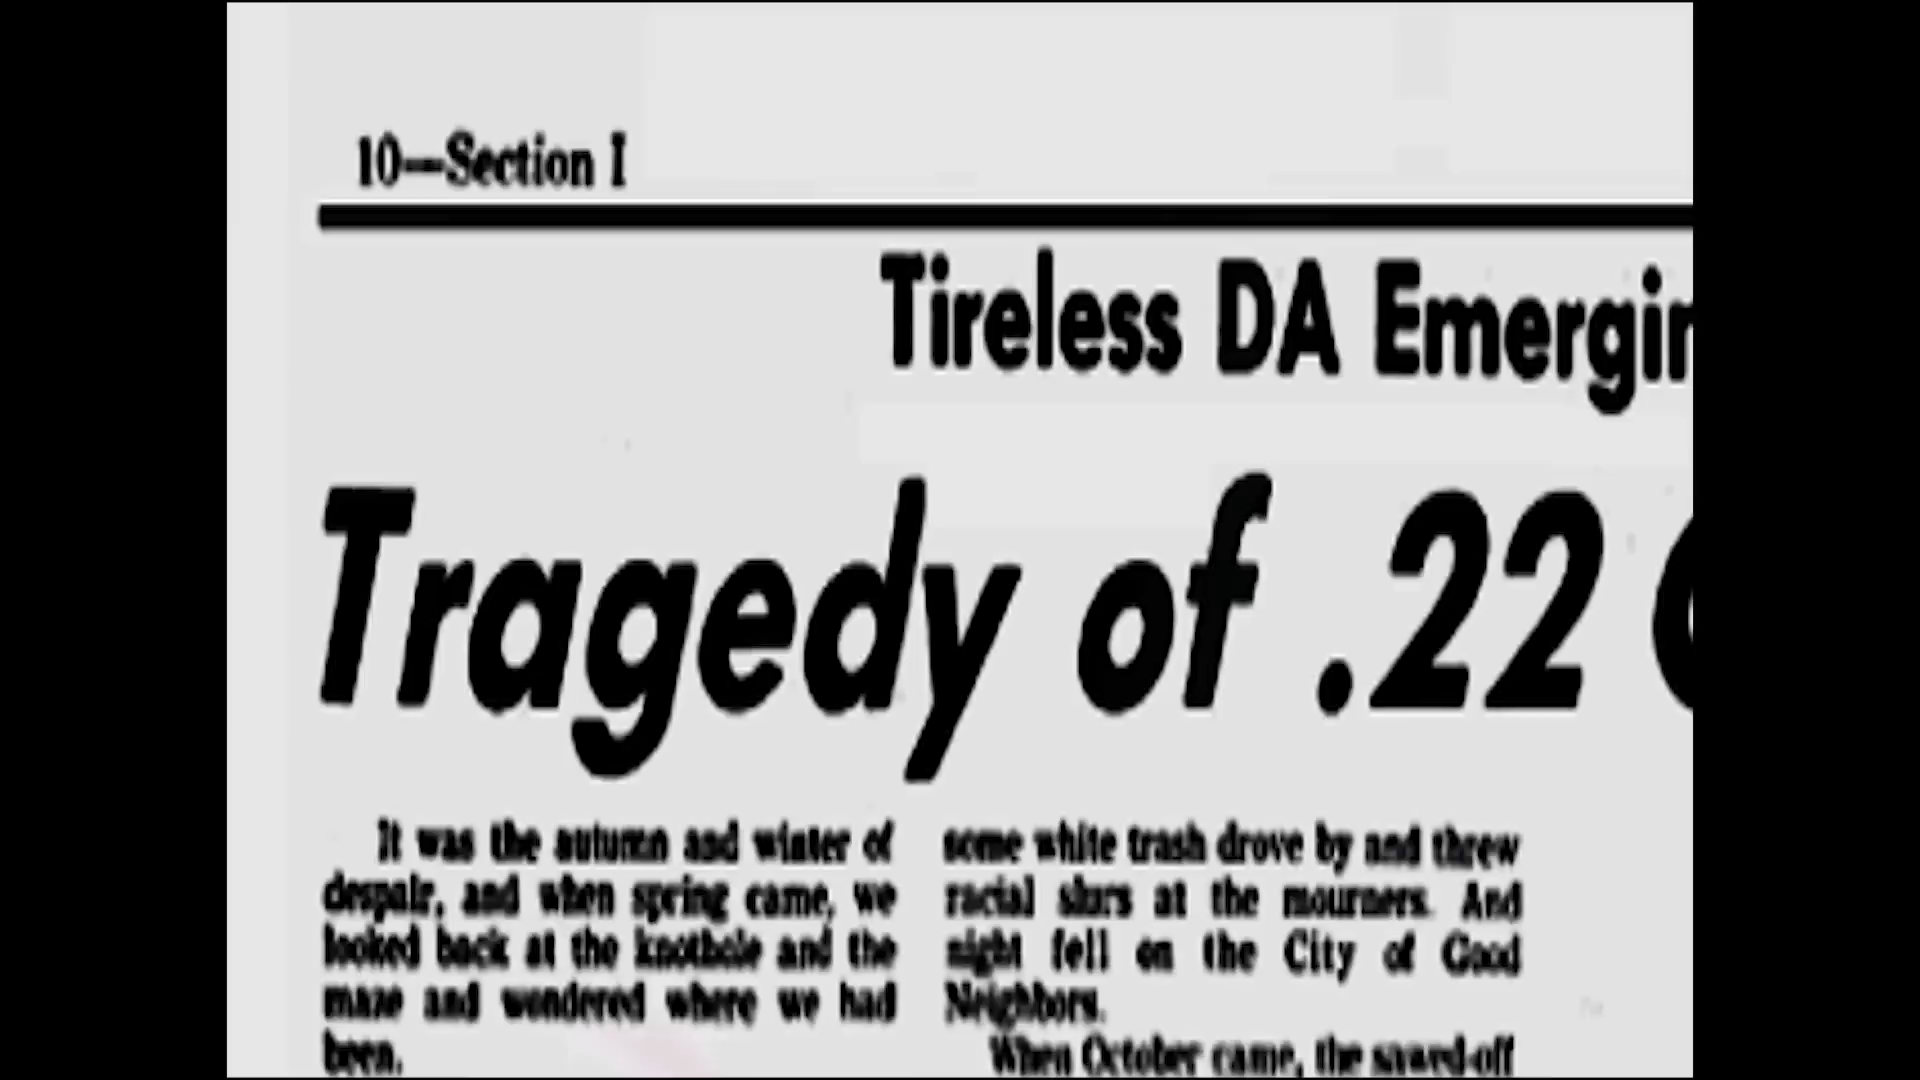 10—Section I
Tireless DA Emergin
Tragedy of .22
It was the autumn and winter of
despair, and when spring came, we
looked back at the knothole and the
maze and wondered where we had
been.
some white trash drove by and threw
racial slurs at the mourners. And
night fell on the City of Good
Neighbors.
When October came, the sawed-off